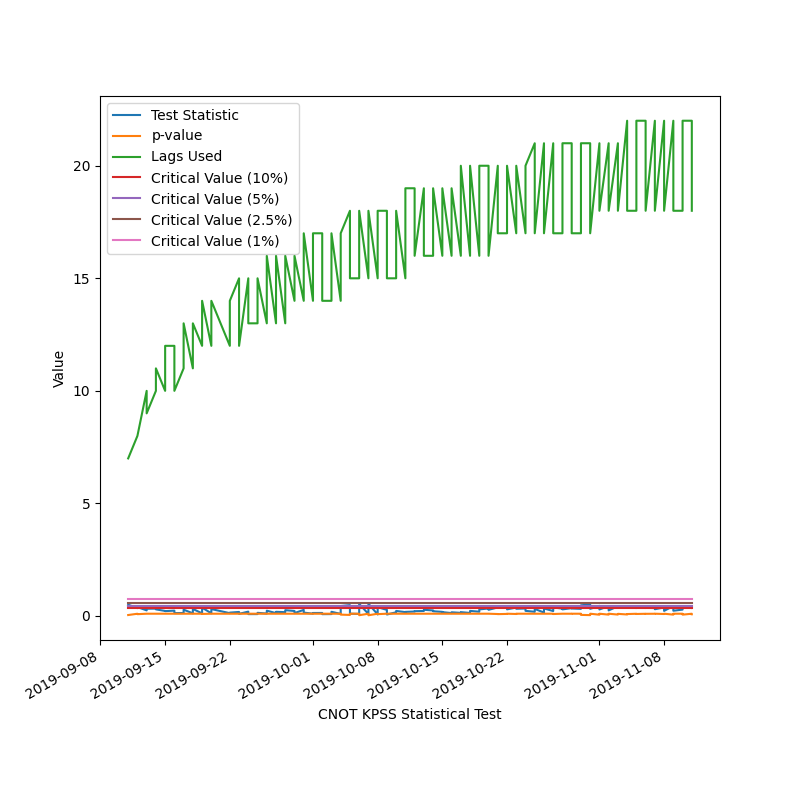 Test Statistic
p-value
Lags Used
Critical Value (10%)
Critical Value (5%)
Critical Value (2.5%)
Critical Value (1%)
20
15
10
5
0
Value
2019-09-08
2019-09-15
2019-09-22
2019-10-01
2019-10-08
2019-10-15
2019-10-22
2019-11-01
2019-11-08
CNOT KPSS Statistical Test